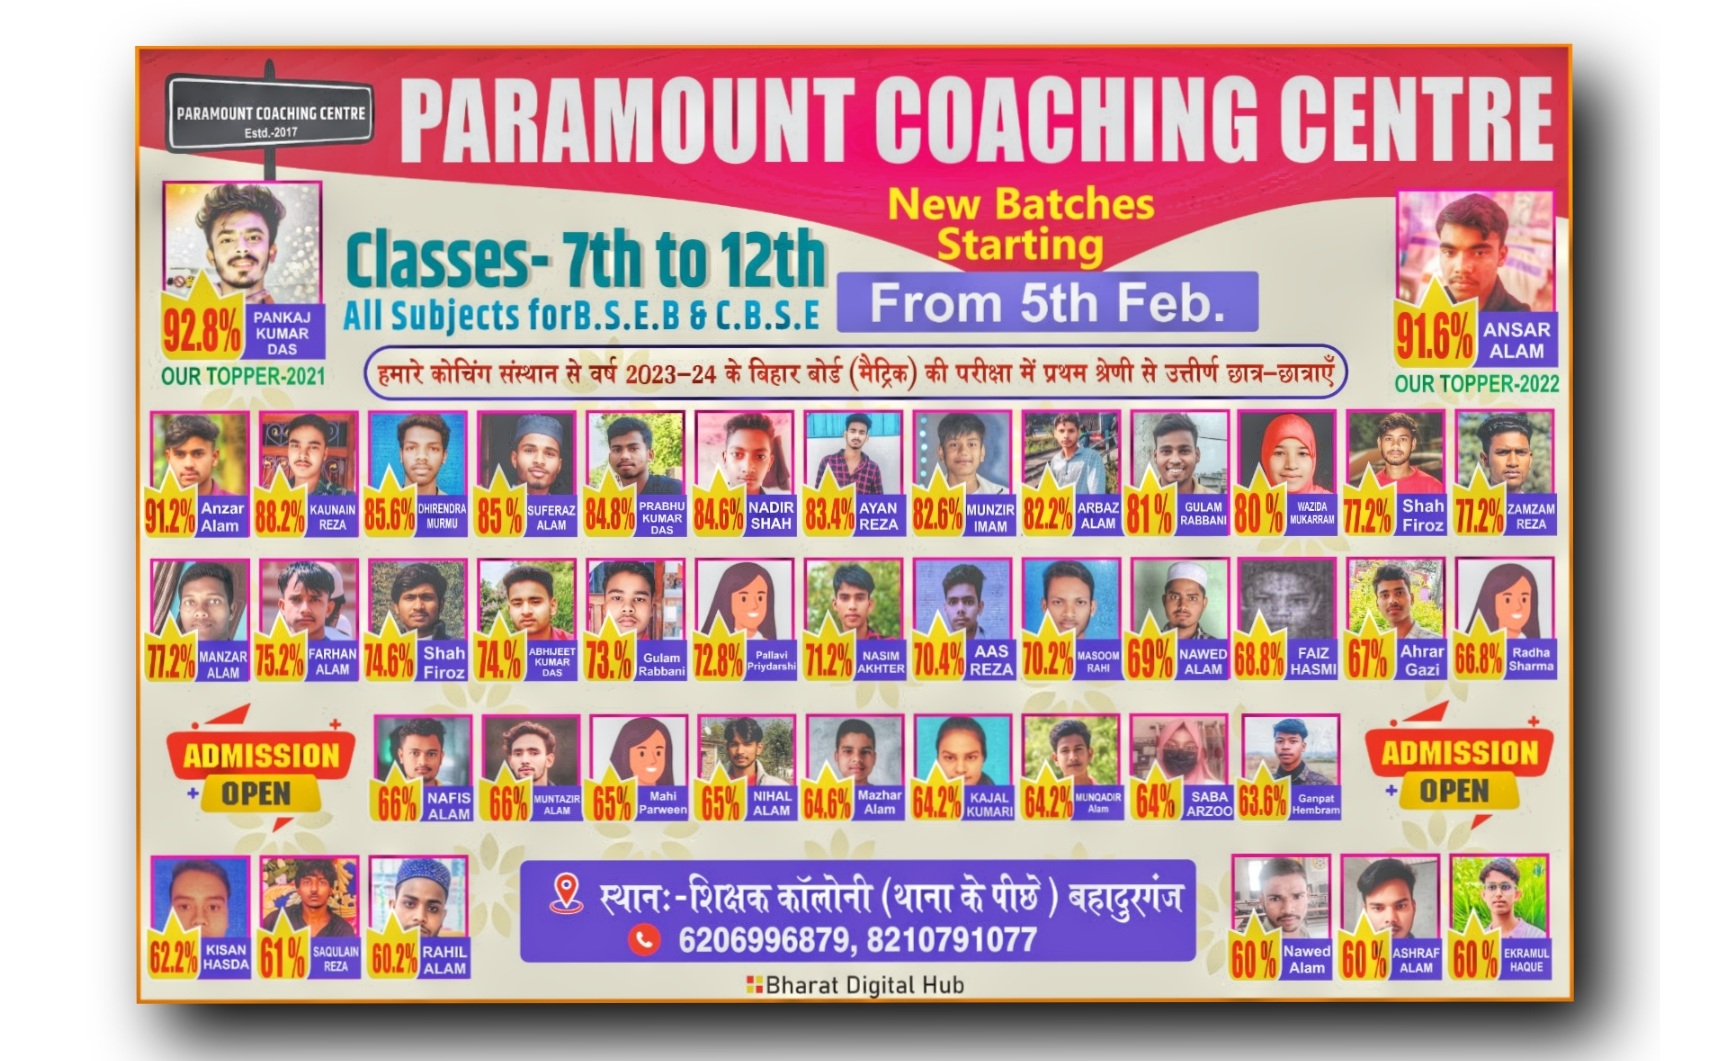 PARAMOUNT COACHING CENTRE
Estd.-2017
PARAMOUNT COACHING CENTRE
New Batches
Starting
From 5th Feb.
Classes- 7th to 12th
All Subjects forB.S.E.B & C.B.S.E
92.8% PANKAJ KUMAR DAS
OUR TOPPER-2021
91.6% ANSAR ALAM
OUR TOPPER-2022
हमारे कोचिंग संस्थान से वर्ष 2023-24 के बिहार बोर्ड (मैट्रिक) की परीक्षा में प्रथम श्रेणी से उत्तीर्ण छात्र-छात्राएँ
91.2% Anzar Alam
88.2% KAUNAIN REZA
85.6% DHIRENDRA MURMU
85% SUFERAZ ALAM
84.8% PRABHU KUMAR DAS
84.6% NADIR SHAH
83.4% AYAN REZA
82.6% MUNZIR IMAM
82.2% ARBAZ ALAM
81% GULAM RABBANI
80% WAZIDA MUKARRAM
77.2% Shah Firoz
77.2% ZAMZAM REZA
77.2% MANZAR ALAM
75.2% FARHAN ALAM
74.6% Shah Firoz
74.% ABHIJEET KUMAR DAS
73.% Gulam Rabbani
72.8% Pallavi Priydarshi
71.2% NASIM AKHTER
70.4% AAS REZA
70.2% MASOOM RAHI
69% NAWED ALAM
68.8% FAIZ HASMI
67% Ahrar Gazi
66.8% Radha Sharma
ADMISSION
OPEN
66% NAFIS ALAM
66% MUNTAZIR ALAM
65% Mahi Parween
65% NIHAL ALAM
64.6% Mazhar Alam
64.2% KAJAL KUMARI
64.2% MUNQADIR Alam
64% SABA ARZOO
63.6% Ganpat Hembram
ADMISSION
OPEN
62.2% KISAN HASDA
61% SAQULAIN REZA
60.2% RAHIL ALAM
स्थान:-शिक्षक कॉलोनी (थाना के पीछे ) बहादुरगंज
6206996879, 8210791077
60% Nawed Alam
60% ASHRAF ALAM
60% EKRAMUL HAQUE
Bharat Digital Hub